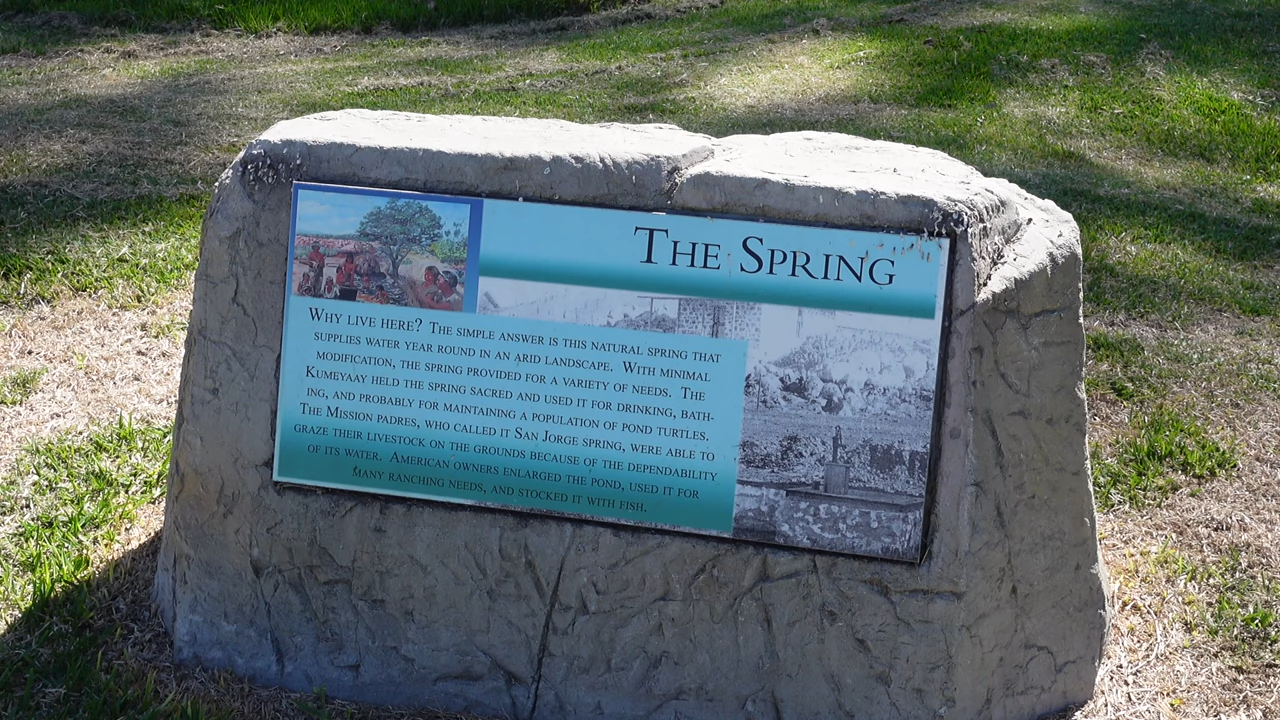 THE SPRING
WHY LIVE HERE? THE SIMPLE ANSWER IS THIS NATURAL SPRING THAT
SUPPLIES WATER YEAR ROUND IN AN ARID LANDSCAPE. WITH MINIMAL
MODIFICATION, THE SPRING PROVIDED FOR A VARIETY OF NEEDS. THE
KUMEYAAY HELD THE SPRING SACRED AND USED IT FOR DRINKING, BATH-
ING, AND PROBABLY FOR MAINTAINING A POPULATION OF POND TURTLES.
THE MISSION PADRES, WHO CALLED IT SAN JORGE SPRING, WERE ABLE TO
GRAZE THEIR LIVESTOCK ON THE GROUNDS BECAUSE OF THE DEPENDABILITY
OF ITS WATER. AMERICAN OWNERS ENLARGED THE POND, USED IT FOR
MANY RANCHING NEEDS, AND STOCKED IT WITH FISH.